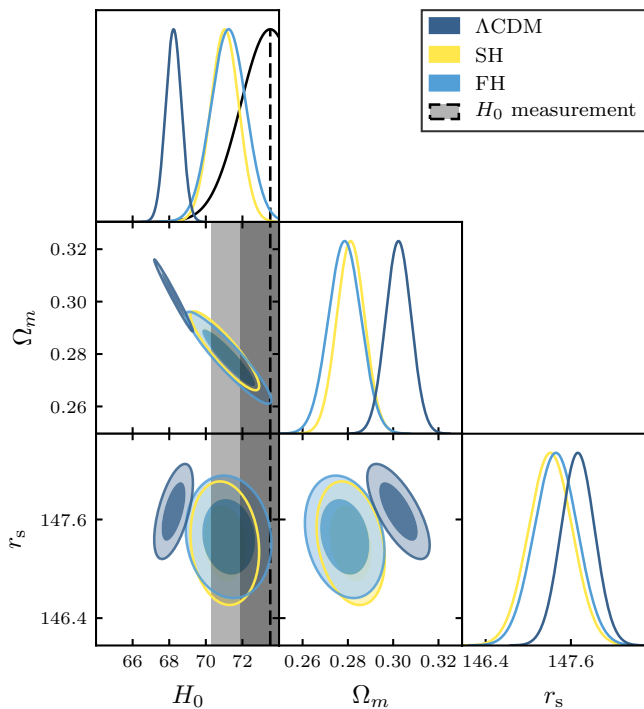 ΛCDM
SH
FH
H₀ measurement
0.32
0.30
0.28
0.26
Ωₘ
147.6
146.4
rₛ
66 68 70 72
0.26 0.28 0.30 0.32
146.4 147.6
H₀ Ωₘ rₛ